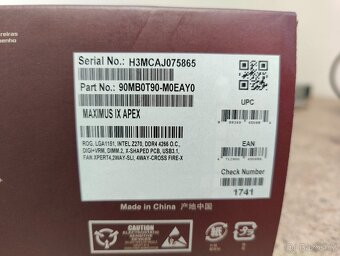 Serial No.: H3MCAJ075865
Part No.: 90MB0T90-M0EAY0
MAXIMUS IX APEX
UPC
ROG, LGA1151, INTEL Z270, DDR4 4266 O.C.,
DIGI+VRM, DIMM.2, X-SHAPED PCB, USB3.1,
FAN XPERT4,2WAY-SLI, 4WAY-CROSS FIRE-X
EAN
Check Number
1741
Made in China / 产地中国
CAUTION